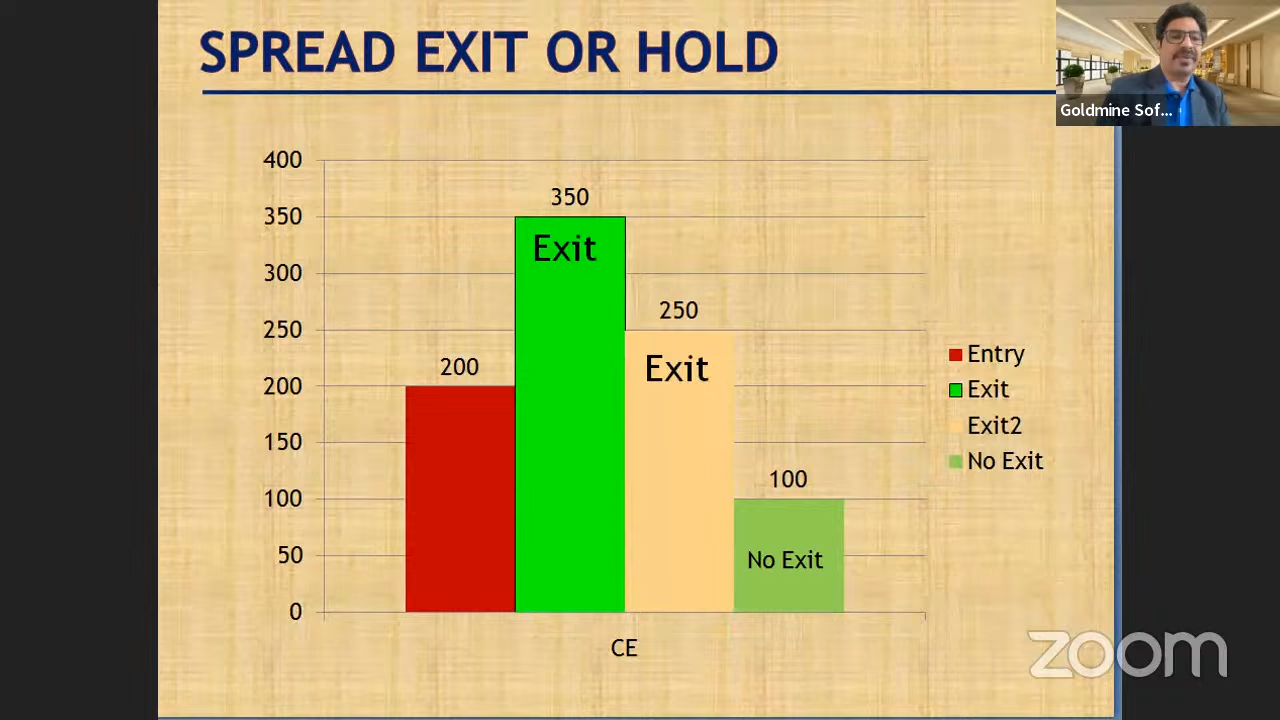 SPREAD EXIT OR HOLD
Goldmine Sof...
400
350
300
250
200
150
100
50
0
200
350
Exit
250
Exit
100
No Exit
CE
Entry
Exit
Exit2
No Exit
zoom